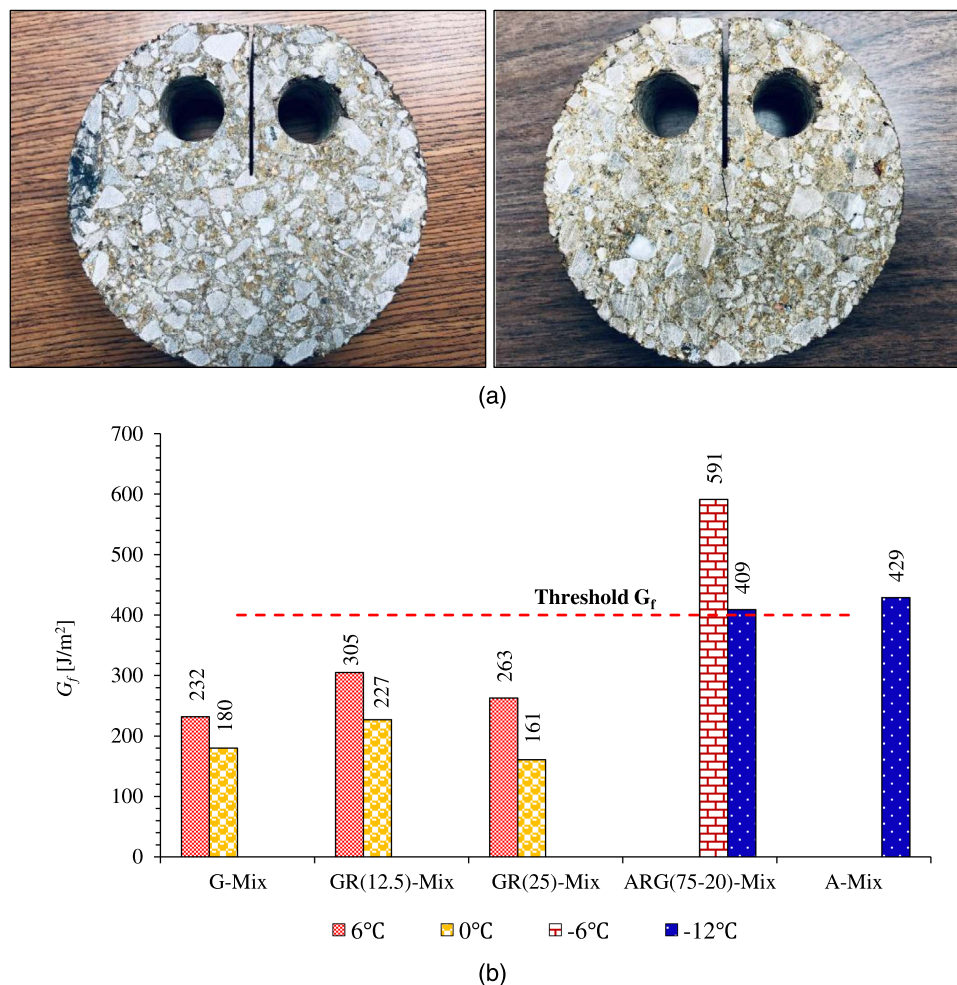 (a)
700
600
500
400
300
200
100
0
G_f [J/m²]
Threshold G_f
232
180
305
227
263
161
591
409
429
G-Mix GR(12.5)-Mix GR(25)-Mix ARG(75-20)-Mix A-Mix
6°C 0°C -6°C -12°C
(b)